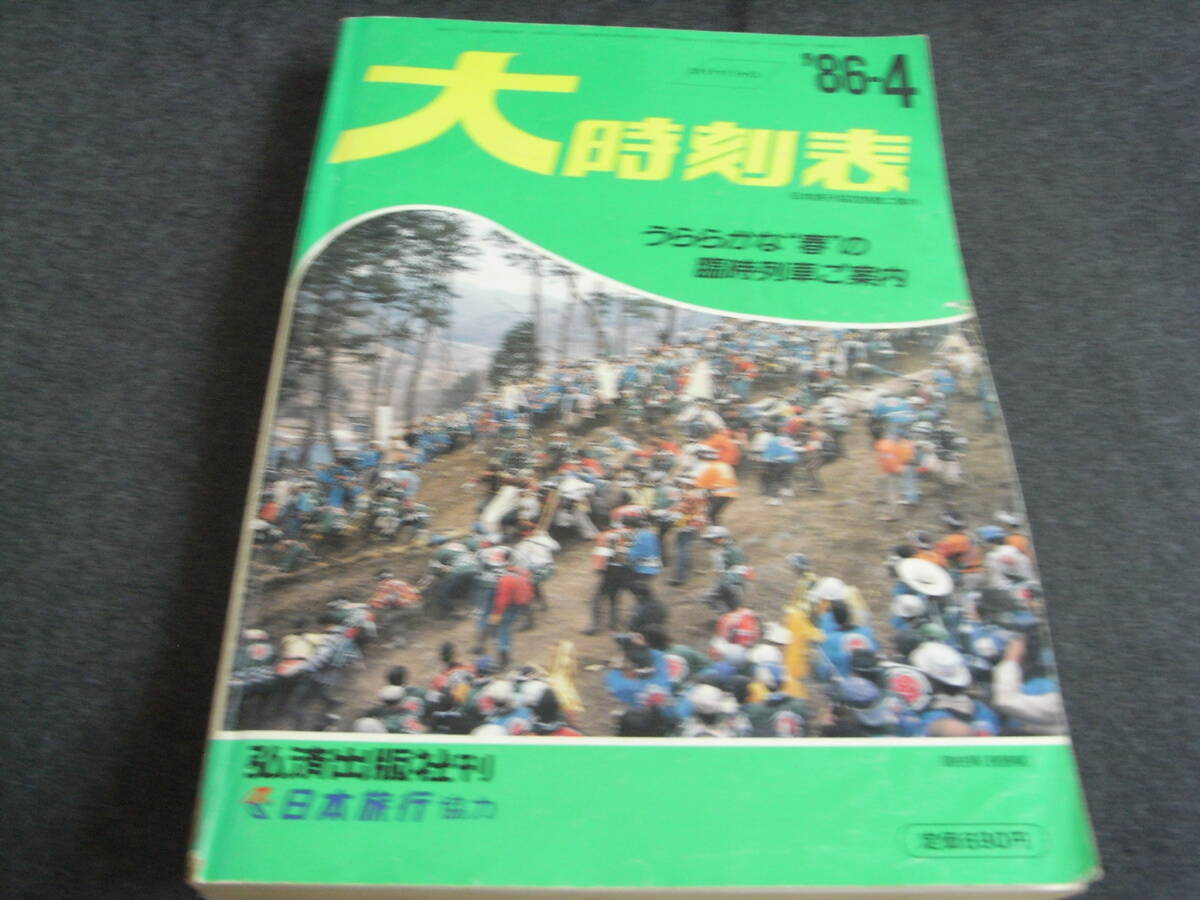 '86-4
大時刻表
うららかな“春”の
臨時列車ご案内
弘済出版社刊
日本旅行 協力
定価690円